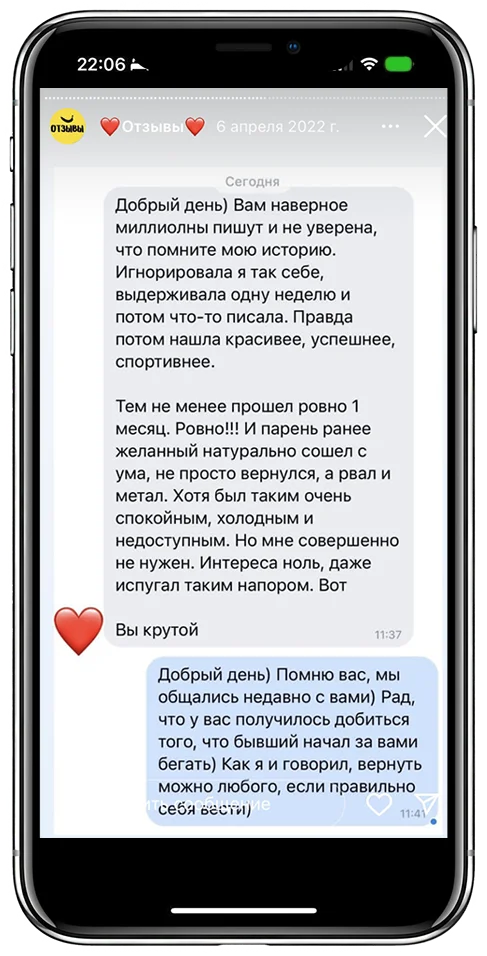 22:06
ОТЗЫВЫ
Отзывы 6 апреля 2022 г.
Сегодня
Добрый день) Вам наверное
миллиолны пишут и не уверена,
что помните мою историю.
Игнорировала я так себе,
выдерживала одну неделю и
потом что-то писала. Правда
потом нашла красивее, успешнее,
спортивнее.
Тем не менее прошел ровно 1
месяц. Ровно!!! И парень ранее
желанный натурально сошел с
ума, не просто вернулся, а рвал и
метал. Хотя был таким очень
спокойным, холодным и
недоступным. Но мне совершенно
не нужен. Интереса ноль, даже
испугал таким напором. Вот
Вы крутой
11:37
Добрый день) Помню вас, мы
общались недавно с вами) Рад,
что у вас получилось добиться
того, что бывший начал за вами
бегать) Как я и говорил, вернуть
можно любого, если правильно
себя вести)
сообщение
11:41